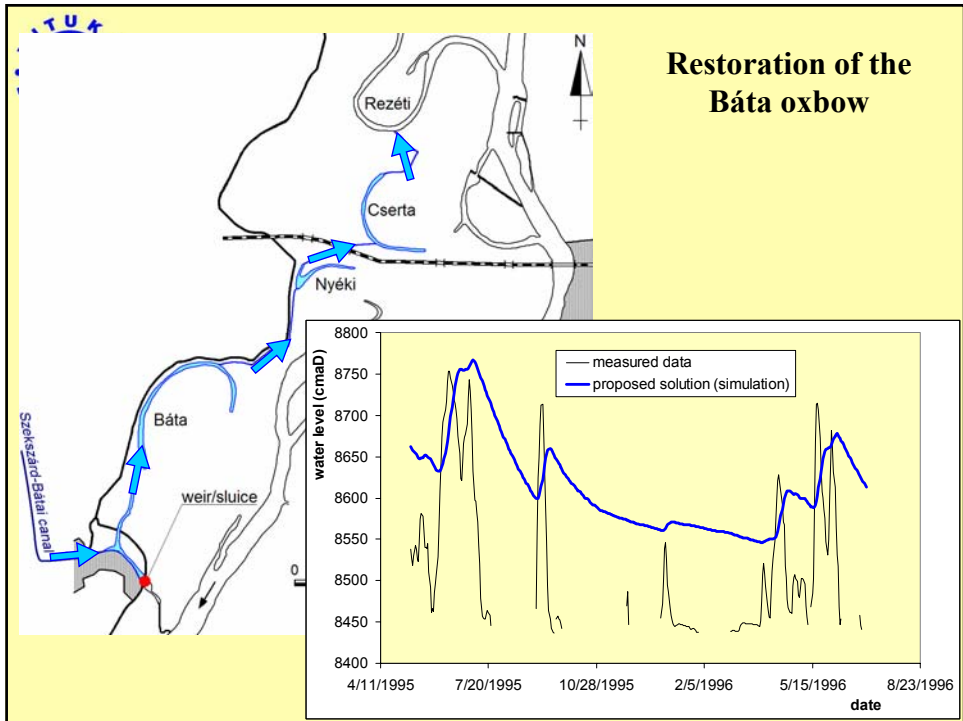 ITUK
Restoration of the
Báta oxbow
N
Rezéti
Cserta
Nyéki
Báta
Szekszárd-Bátai canal
weir/sluice
0
water level (cmaD)
8800
8750
8700
8650
8600
8550
8500
8450
8400
measured data
proposed solution (simulation)
4/11/1995
7/20/1995
10/28/1995
2/5/1996
5/15/1996
8/23/1996
date